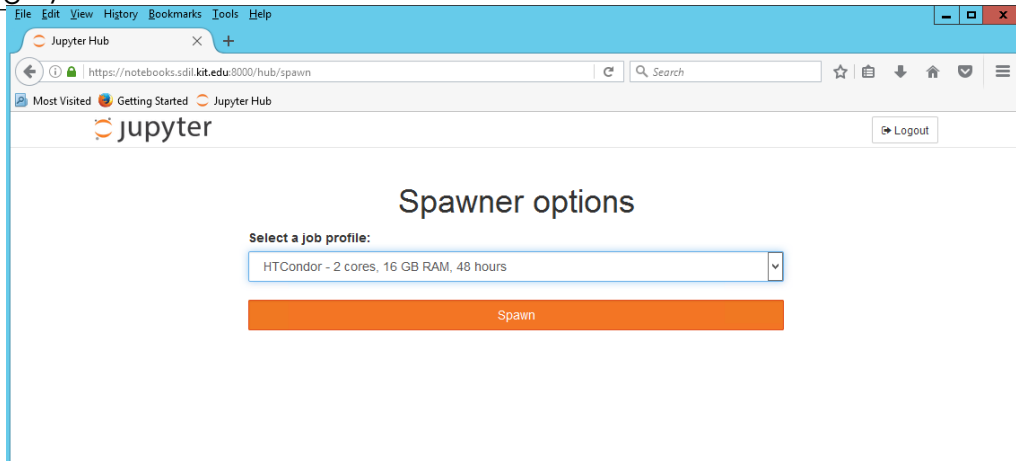 File Edit View History Bookmarks Tools Help
Jupyter Hub
https://notebooks.sdil.kit.edu:8000/hub/spawn
Search
Most Visited Getting Started Jupyter Hub
jupyter
Logout
Spawner options
Select a job profile:
HTCondor - 2 cores, 16 GB RAM, 48 hours
Spawn